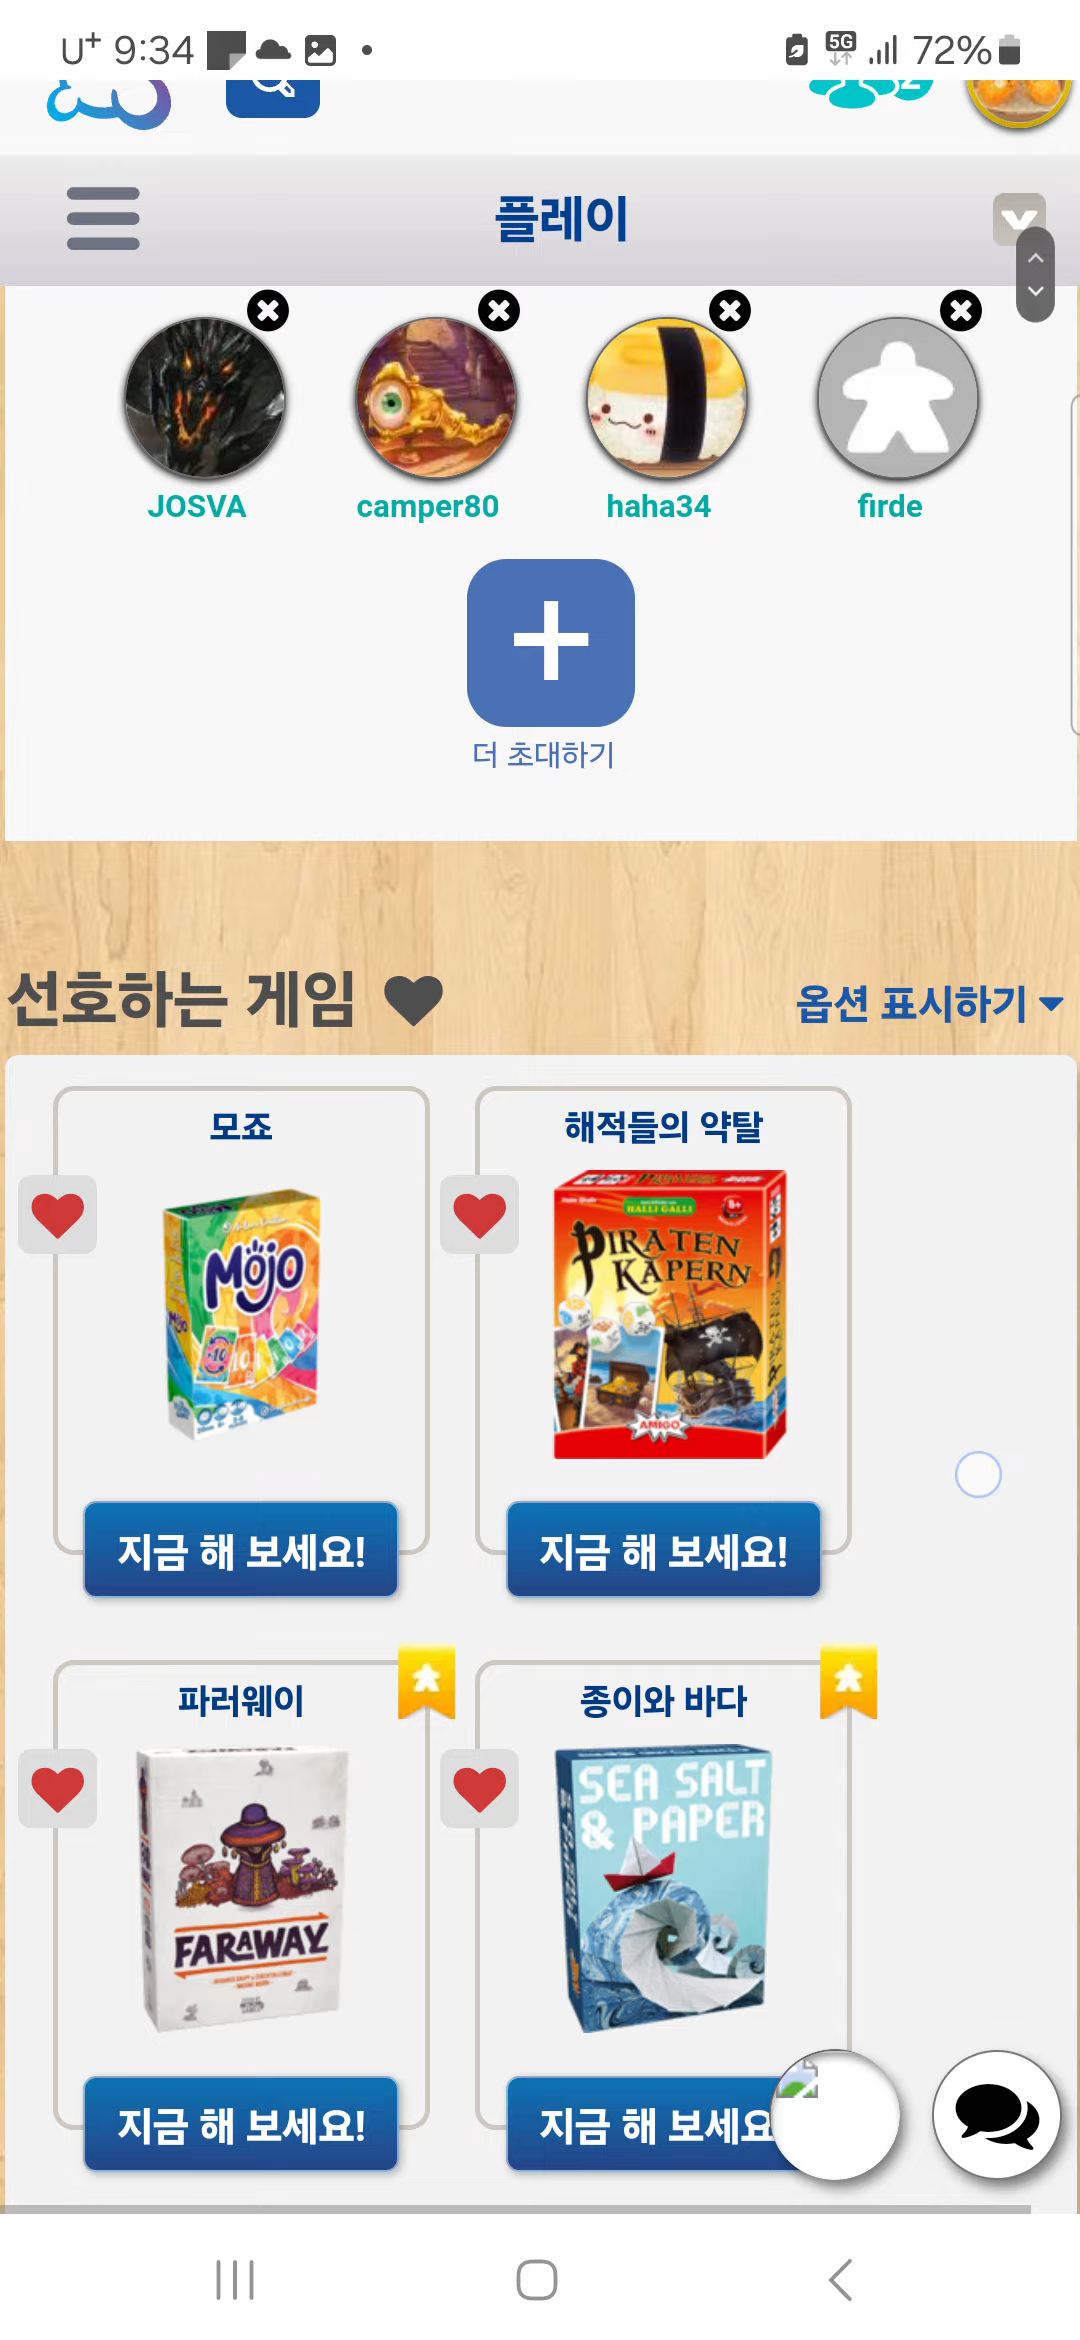 U+ 9:34
5G 72%
2
플레이
JOSVA
camper80
haha34
firde
더 초대하기
선호하는 게임
옵션 표시하기
모죠
해적들의 약탈
Mojo
HALLI GALLI
8+
PIRATEN
KAPERN
AMIGO
지금 해 보세요!
지금 해 보세요!
파러웨이
종이와 바다
FARAWAY
SEA SALT
& PAPER
지금 해 보세요!
지금 해 보세요